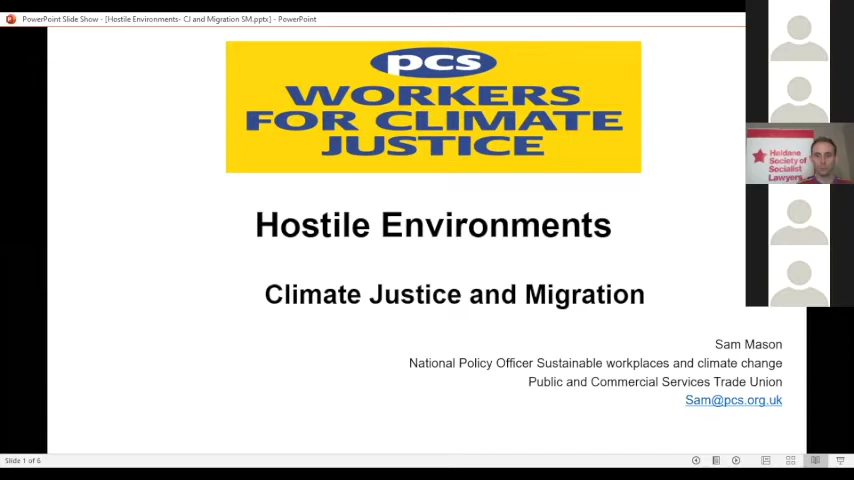 PowerPoint Slide Show - [Hostile Environments- CJ and Migration SM.pptx] - PowerPoint
pcs
WORKERS
FOR CLIMATE
JUSTICE
Haldane
Society of
Socialist
Lawyers
Hostile Environments
Climate Justice and Migration
Sam Mason
National Policy Officer Sustainable workplaces and climate change
Public and Commercial Services Trade Union
Sam@pcs.org.uk
Slide 1 of 6